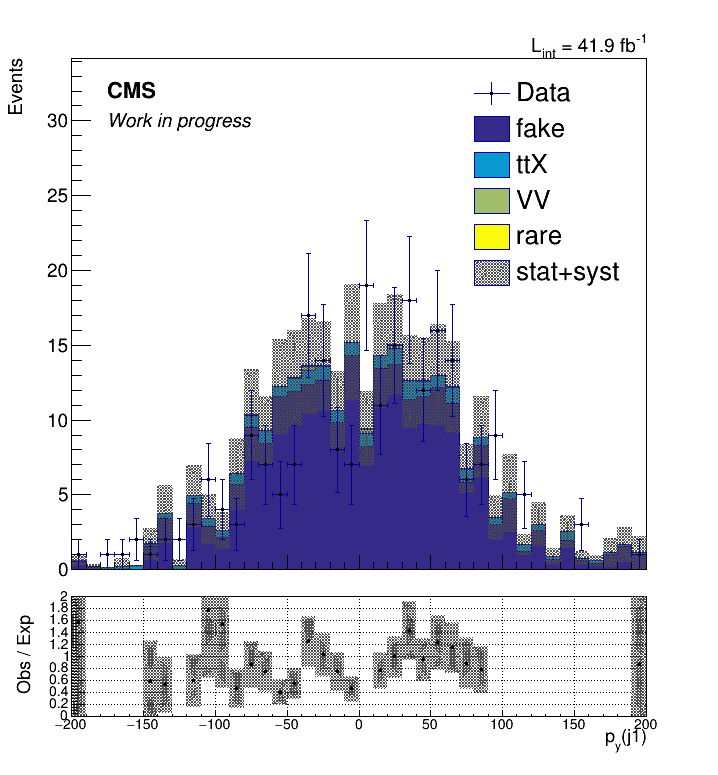 L_int = 41.9 fb^-1
Events
CMS
Work in progress
Data
fake
ttX
VV
rare
stat+syst
30
25
20
15
10
5
0
Obs / Exp
2
1.8
1.6
1.4
1.2
1
0.8
0.6
0.4
0.2
0
−200 −150 −100 −50 0 50 100 150 200
p_y(j1)